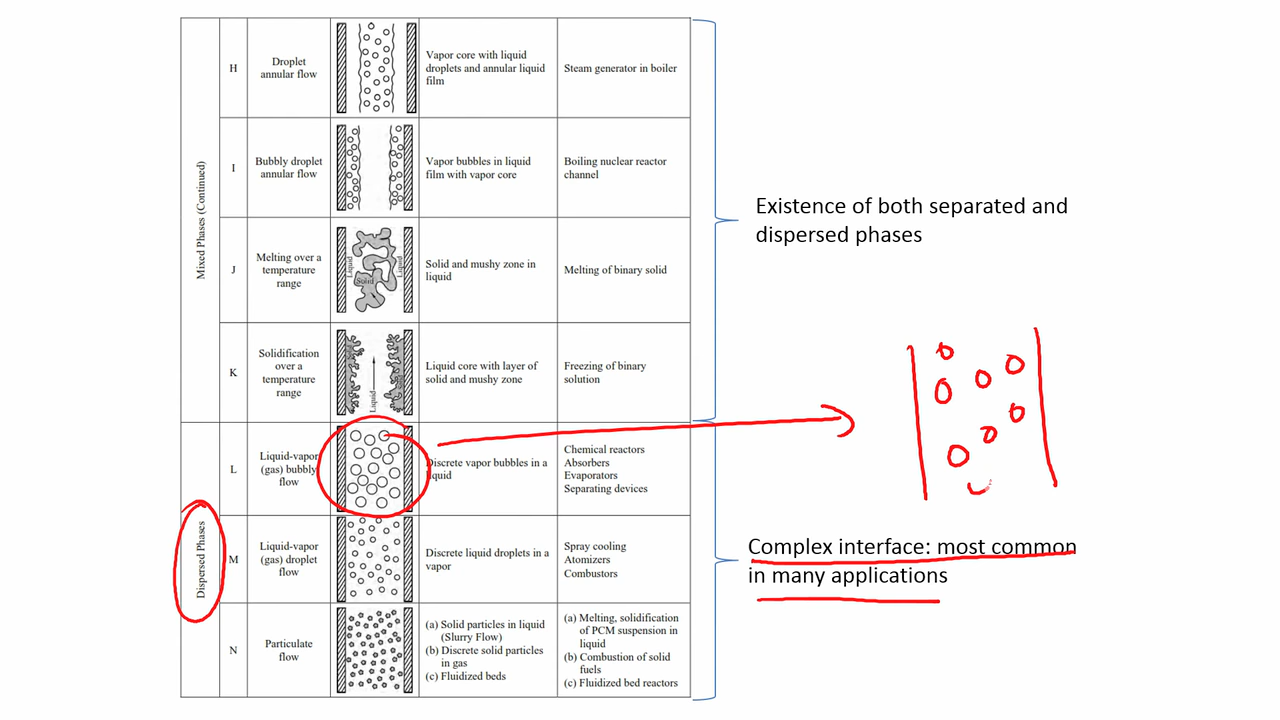 Mixed Phases (Continued)
H
Droplet
annular flow
Vapor core with liquid
droplets and annular liquid
film
Steam generator in boiler
I
Bubbly droplet
annular flow
Vapor bubbles in liquid
film with vapor core
Boiling nuclear reactor
channel
J
Melting over a
temperature
range
Liquid
Solid
Liquid
Solid and mushy zone in
liquid
Melting of binary solid
K
Solidification
over a
temperature
range
Liquid
Liquid core with layer of
solid and mushy zone
Freezing of binary
solution
Dispersed Phases
L
Liquid-vapor
(gas) bubbly
flow
Discrete vapor bubbles in a
liquid
Chemical reactors
Absorbers
Evaporators
Separating devices
M
Liquid-vapor
(gas) droplet
flow
Discrete liquid droplets in a
vapor
Spray cooling
Atomizers
Combustors
N
Particulate
flow
(a) Solid particles in liquid
(Slurry Flow)
(b) Discrete solid particles
in gas
(c) Fluidized beds
(a) Melting, solidification
of PCM suspension in
liquid
(b) Combustion of solid
fuels
(c) Fluidized bed reactors
Existence of both separated and
dispersed phases
Complex interface: most common
in many applications